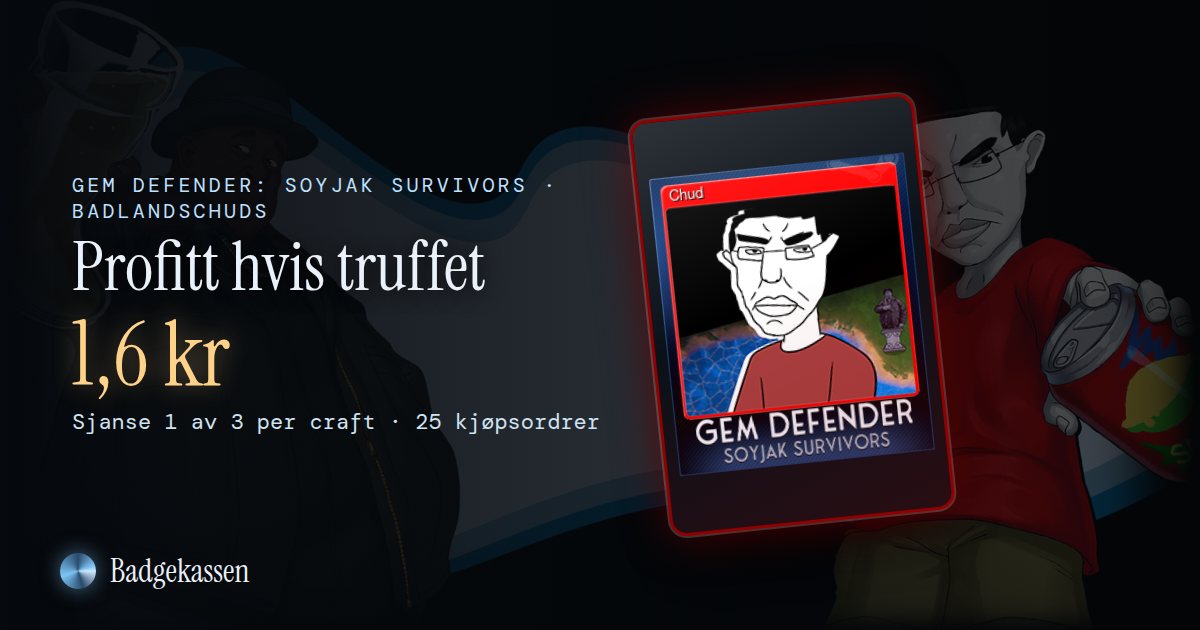 GEM DEFENDER: SOYJAK SURVIVORS ·
BADLANDSCHUDS
Profitt hvis truffet
1,6 kr
Sjanse 1 av 3 per craft · 25 kjøpsordrer
Badgekassen
Chud
GEM DEFENDER
SOYJAK SURVIVORS